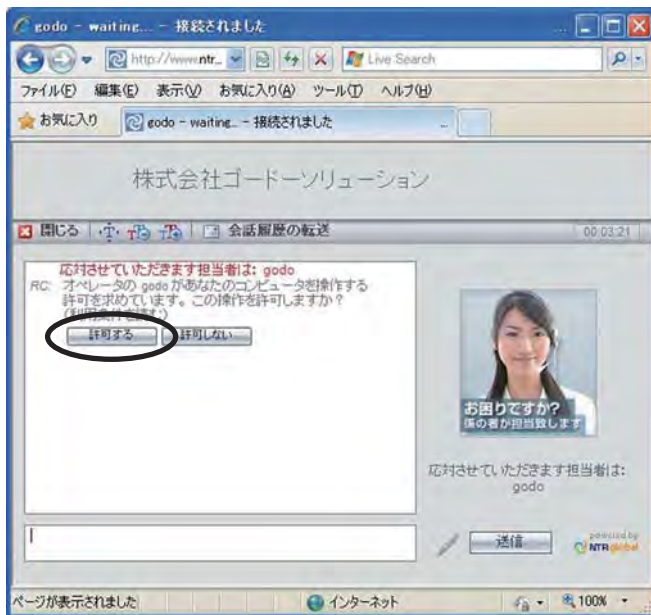 godo - waiting... - 接続されました
http://www.ntr_
Live Search
ファイル(F) 編集(E) 表示(V) お気に入り(A) ツール(T) ヘルプ(H)
お気に入り godo - waiting... - 接続されました
株式会社ゴードーソリューション
閉じる 会話履歴の転送 00:03:21
応対させていただきます担当者は: godo
RC: オペレータの godo があなたのコンピュータを操作する
許可を求めています。この操作を許可しますか?
(利用条件を読む)
許可する 許可しない
お困りですか?
係の者が担当致します
応対させていただきます担当者は:
godo
送信
powered by
NTRglobal
ページが表示されました インターネット 100%